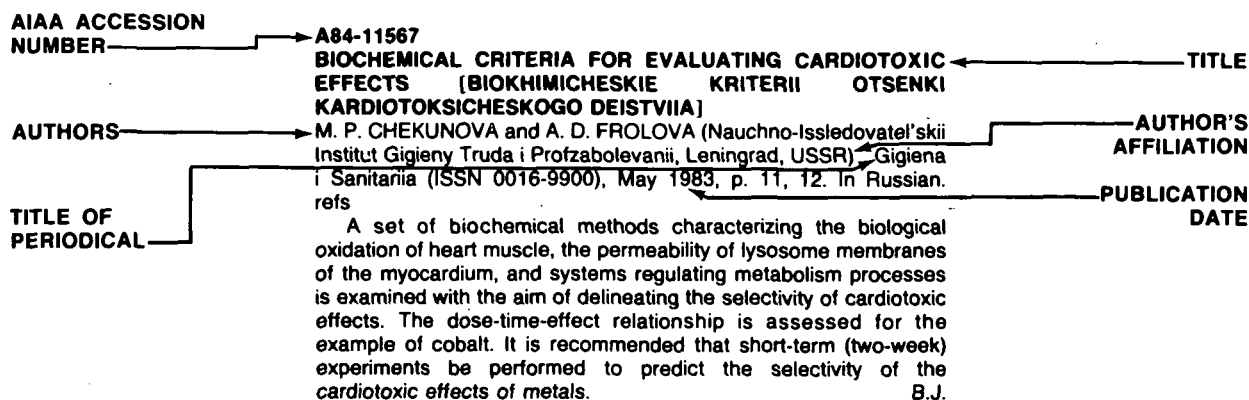 AIAA ACCESSION
NUMBER
A84-11567
BIOCHEMICAL CRITERIA FOR EVALUATING CARDIOTOXIC
EFFECTS [BIOKHIMICHESKIE KRITERII OTSENKI
KARDIOTOKSICHESKOGO DEISTVIIA]
TITLE
AUTHORS
M. P. CHEKUNOVA and A. D. FROLOVA (Nauchno-Issledovatel'skii
Institut Gigieny Truda i Profzabolevanii, Leningrad, USSR) Gigiena
i Sanitariia (ISSN 0016-9900), May 1983, p. 11, 12. In Russian.
refs
AUTHOR'S
AFFILIATION
TITLE OF
PERIODICAL
PUBLICATION
DATE
A set of biochemical methods characterizing the biological
oxidation of heart muscle, the permeability of lysosome membranes
of the myocardium, and systems regulating metabolism processes
is examined with the aim of delineating the selectivity of cardiotoxic
effects. The dose-time-effect relationship is assessed for the
example of cobalt. It is recommended that short-term (two-week)
experiments be performed to predict the selectivity of the
cardiotoxic effects of metals. B.J.